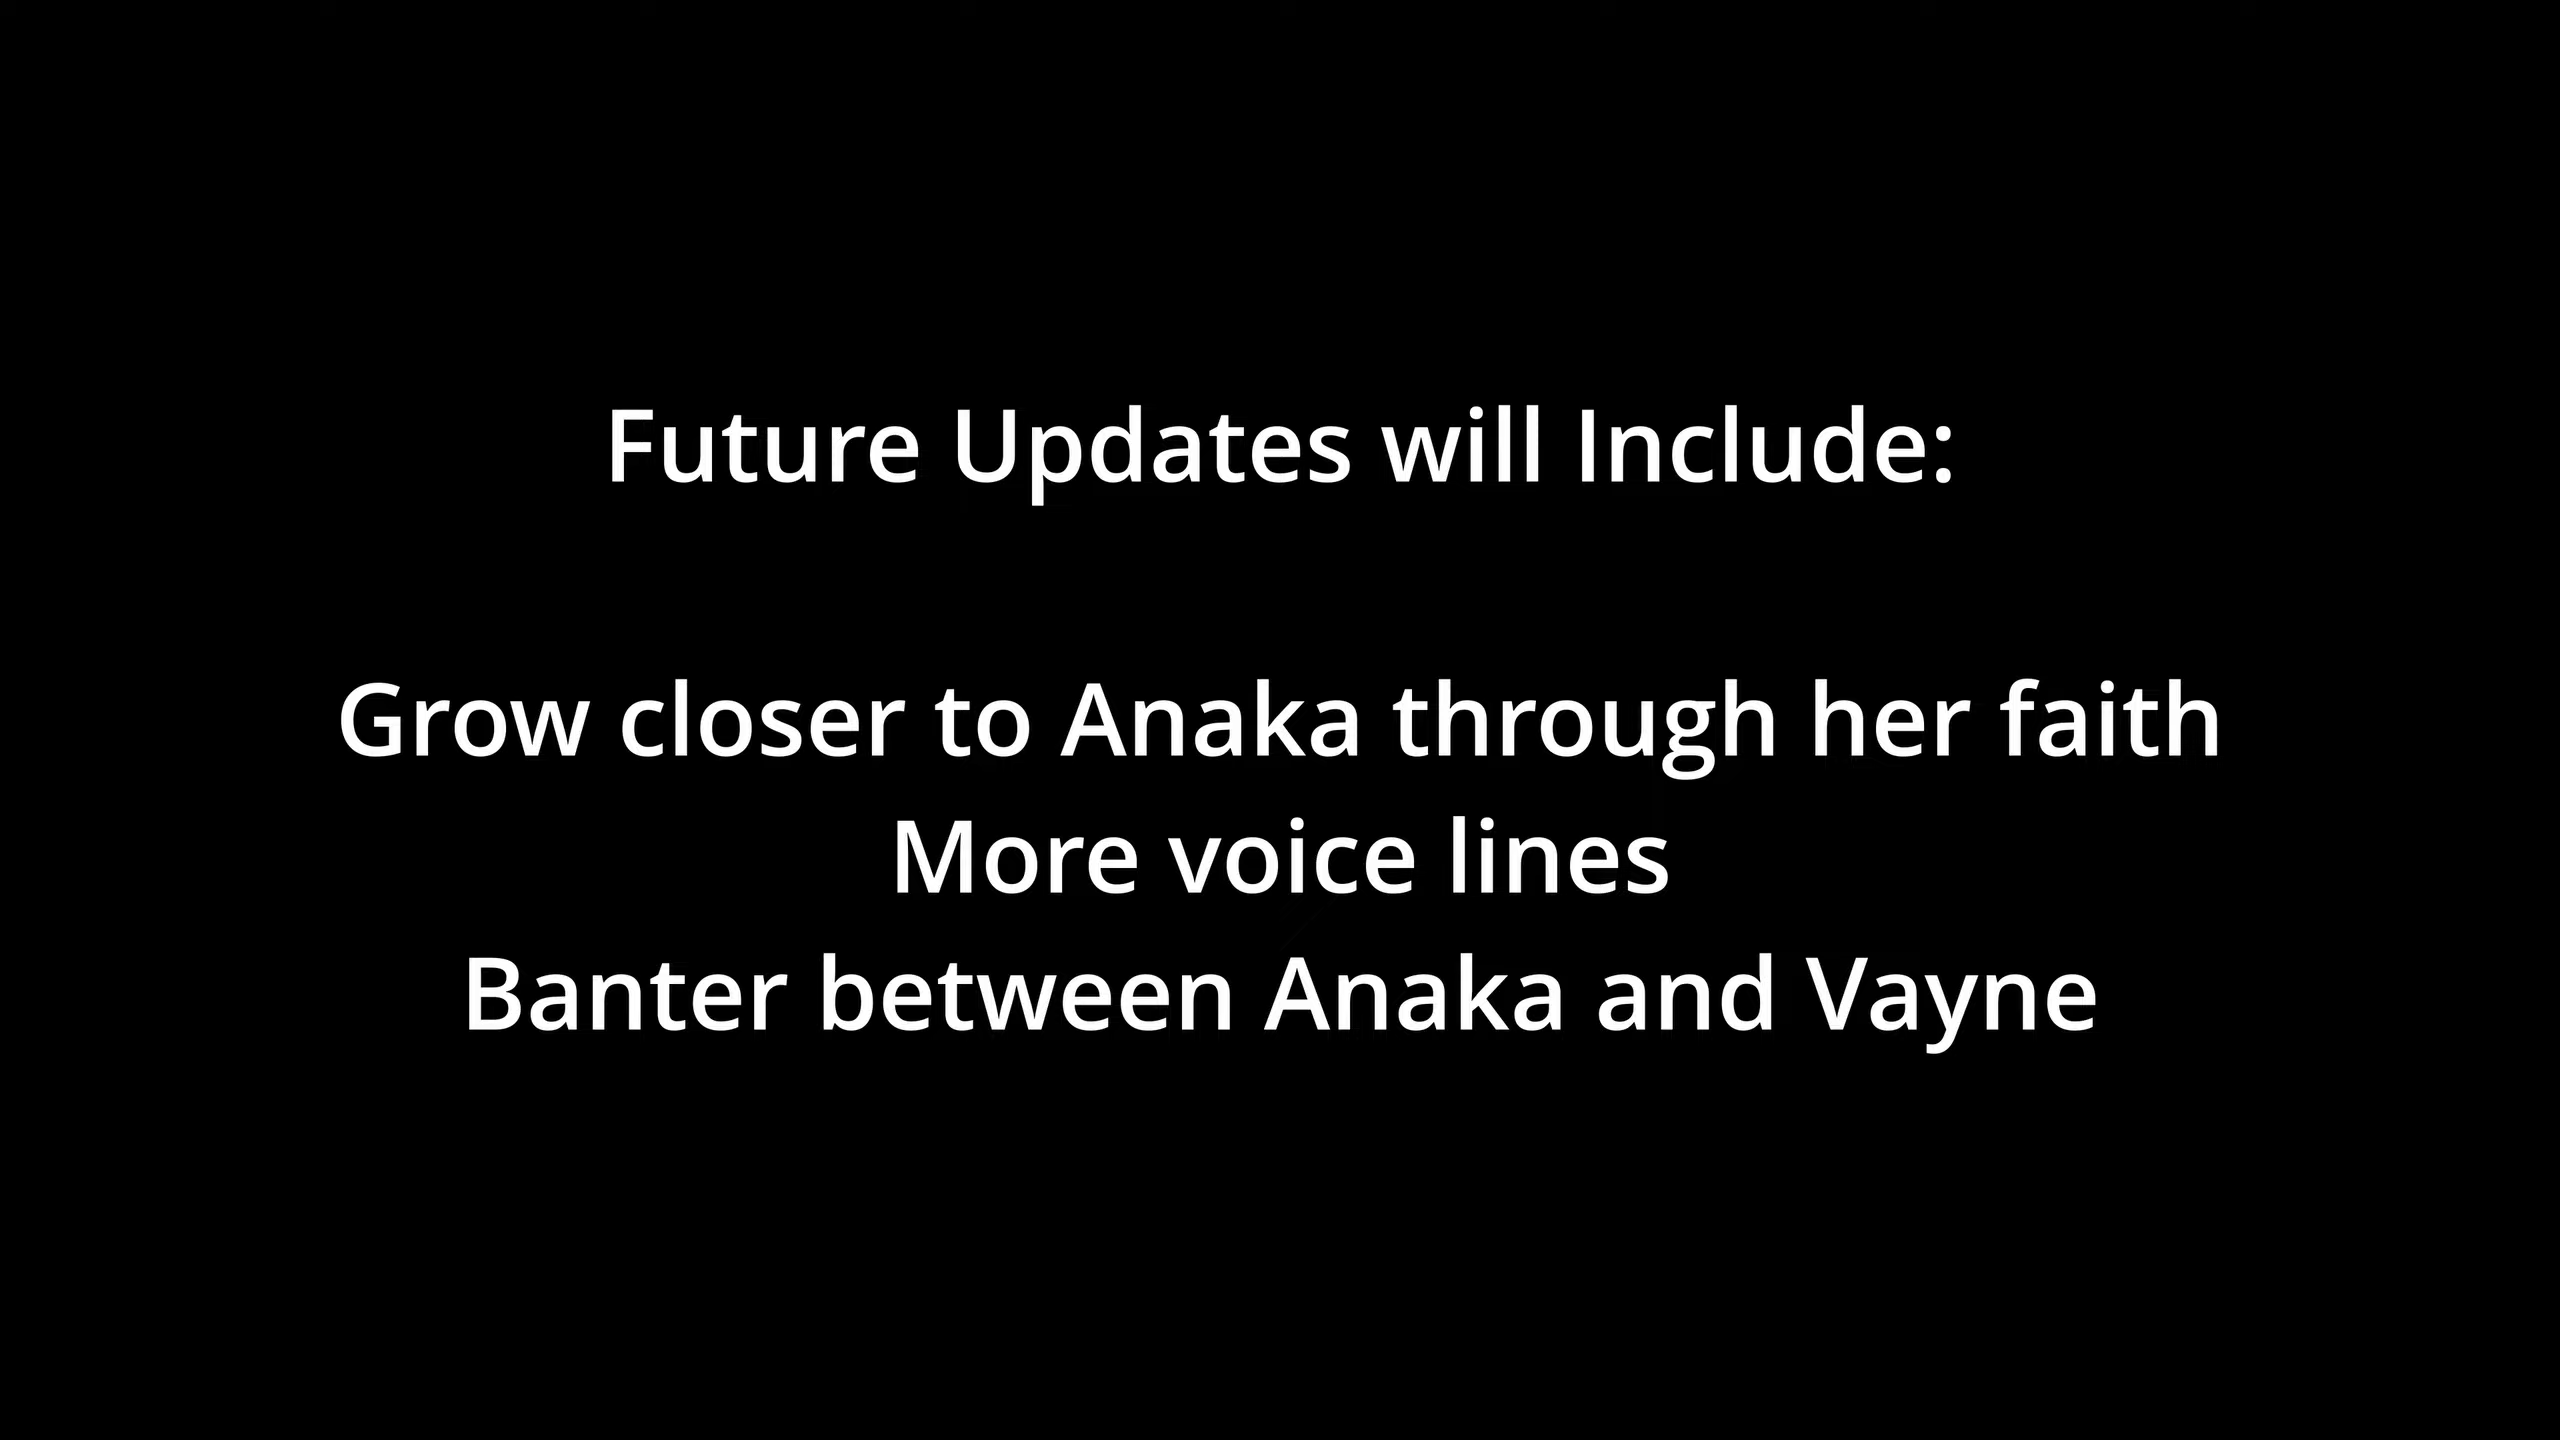 Future Updates will Include:
Grow closer to Anaka through her faith
More voice lines
Banter between Anaka and Vayne